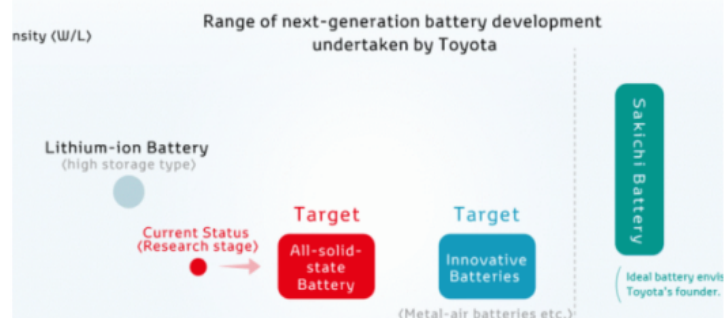 Range of next-generation battery development
undertaken by Toyota
nsity (W/L)
Lithium-ion Battery
(high storage type)
Current Status
(Research stage)
Target
All-solid-
state
Battery
Target
Innovative
Batteries
(Metal-air batteries etc.)
Sakichi Battery
Ideal battery envis
Toyota's founder.